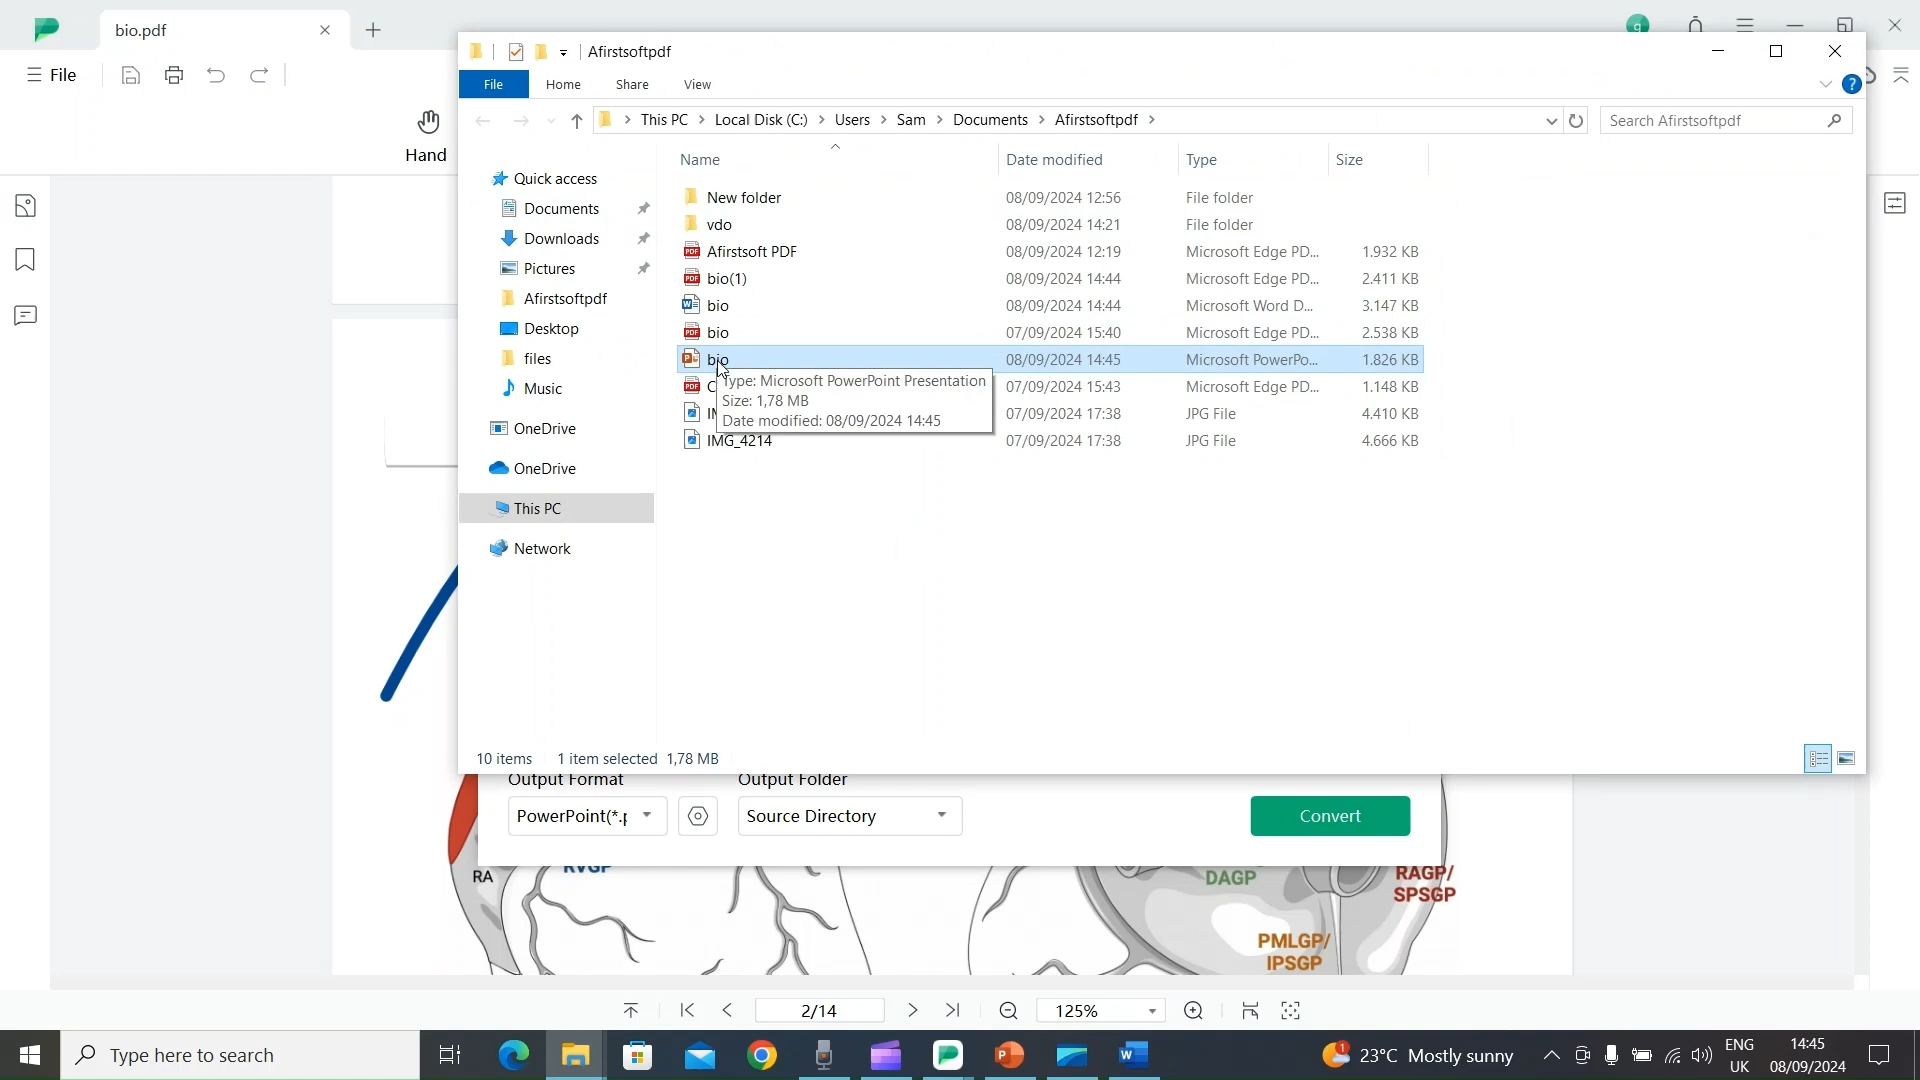 bio.pdf
g
Afirstsoftpdf
File
File
Home
Share
View
?
This PC
Local Disk (C:)
Users
Sam
Documents
Afirstsoftpdf
Search Afirstsoftpdf
Hand
Name
Date modified
Type
Size
Quick access
Documents
Downloads
Pictures
Afirstsoftpdf
Desktop
files
Music
OneDrive
OneDrive
This PC
Network
New folder 08/09/2024 12:56 File folder
vdo 08/09/2024 14:21 File folder
Afirstsoft PDF 08/09/2024 12:19 Microsoft Edge PD... 1.932 KB
bio(1) 08/09/2024 14:44 Microsoft Edge PD... 2.411 KB
bio 08/09/2024 14:44 Microsoft Word D... 3.147 KB
bio 07/09/2024 15:40 Microsoft Edge PD... 2.538 KB
bio 08/09/2024 14:45 Microsoft PowerPo... 1.826 KB
07/09/2024 15:43 Microsoft Edge PD... 1.148 KB
07/09/2024 17:38 JPG File 4.410 KB
IMG_4214 07/09/2024 17:38 JPG File 4.666 KB
Type: Microsoft PowerPoint Presentation
Size: 1,78 MB
Date modified: 08/09/2024 14:45
10 items 1 item selected 1,78 MB
Output Format
Output Folder
PowerPoint(*.p
Source Directory
Convert
RA
RVGP
DAGP
RAGP/
SPSGP
PMLGP/
IPSGP
2/14
125%
Type here to search
1
23°C Mostly sunny
ENG
UK
14:45
08/09/2024